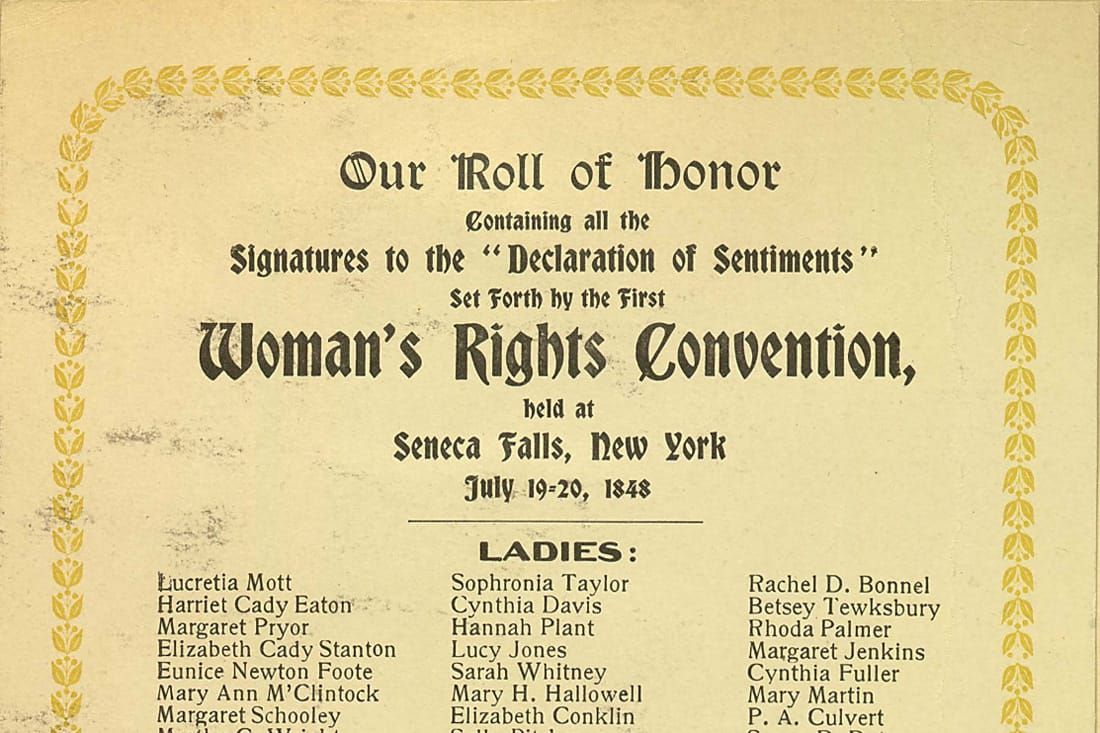 Our Roll of Honor
Containing all the
Signatures to the "Declaration of Sentiments"
Set Forth by the First
Woman's Rights Convention,
held at
Seneca Falls, New York
July 19-20, 1848
LADIES:
Lucretia Mott
Harriet Cady Eaton
Margaret Pryor
Elizabeth Cady Stanton
Eunice Newton Foote
Mary Ann M'Clintock
Margaret Schooley
Sophronia Taylor
Cynthia Davis
Hannah Plant
Lucy Jones
Sarah Whitney
Mary H. Hallowell
Elizabeth Conklin
Rachel D. Bonnel
Betsey Tewksbury
Rhoda Palmer
Margaret Jenkins
Cynthia Fuller
Mary Martin
P. A. Culvert